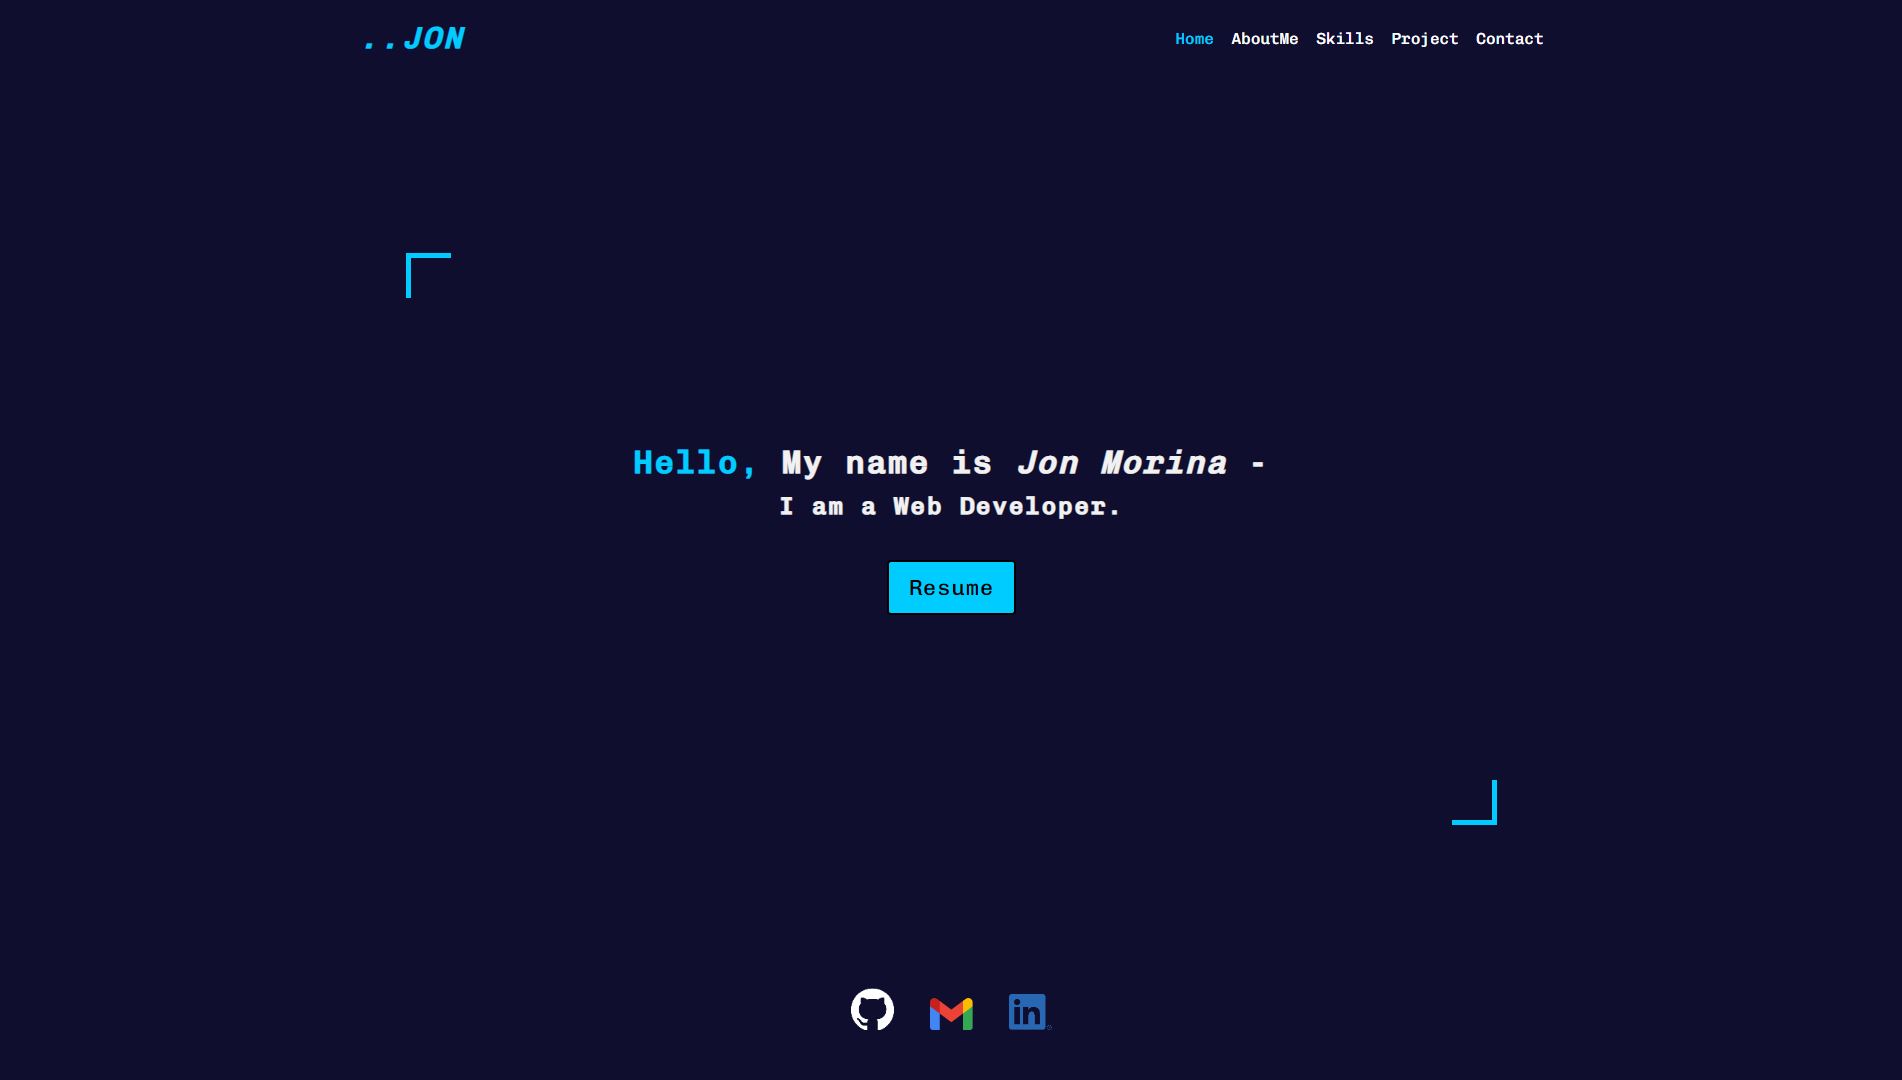 ..JON
Home AboutMe Skills Project Contact
Hello, My name is Jon Morina -
I am a Web Developer.
Resume
in